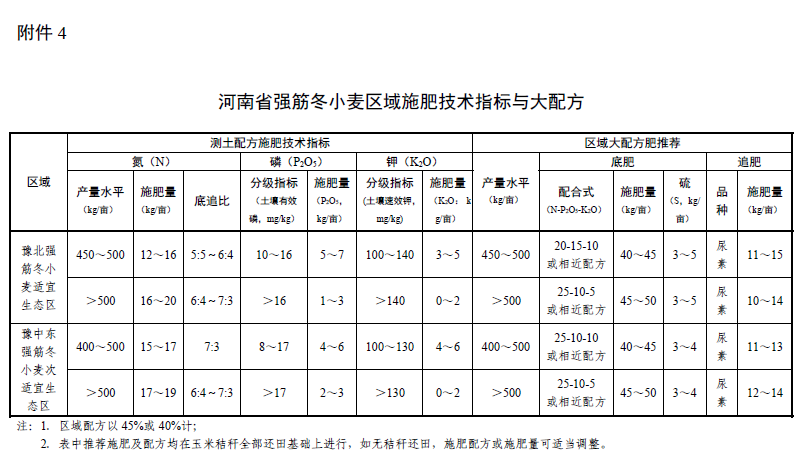 附件 4
河南省强筋冬小麦区域施肥技术指标与大配方
区域 测土配方施肥技术指标 区域大配方肥推荐
氮（N） 磷（P₂O₅） 钾（K₂O） 产量水平（kg/亩） 底肥 追肥
产量水平（kg/亩） 施肥量（kg/亩） 底追比 分级指标（土壤有效磷，mg/kg） 施肥量（P₂O₅，kg/亩） 分级指标（土壤速效钾，mg/kg） 施肥量（K₂O：kg/亩） 配合式（N-P₂O₅-K₂O） 施肥量（kg/亩） 硫（S，kg/亩） 品种 施肥量（kg/亩）
豫北强筋冬小麦适宜生态区 450～500 12～16 5:5～6:4 10～16 5～7 100～140 3～5 450～500 20-15-10或相近配方 40～45 3～5 尿素 11～15
＞500 16～20 6:4～7:3 ＞16 1～3 ＞140 0～2 ＞500 25-10-5或相近配方 45～50 3～5 尿素 10～14
豫中东强筋冬小麦次适宜生态区 400～500 15～17 7:3 8～17 4～6 100～130 4～6 400～500 25-10-10或相近配方 40～45 3～4 尿素 11～13
＞500 17～19 6:4～7:3 ＞17 2～3 ＞130 0～2 ＞500 25-10-5或相近配方 45～50 3～4 尿素 12～14
注：1. 区域配方以 45%或 40%计；
2. 表中推荐施肥及配方均在玉米秸秆全部还田基础上进行，如无秸秆还田，施肥配方或施肥量可适当调整。